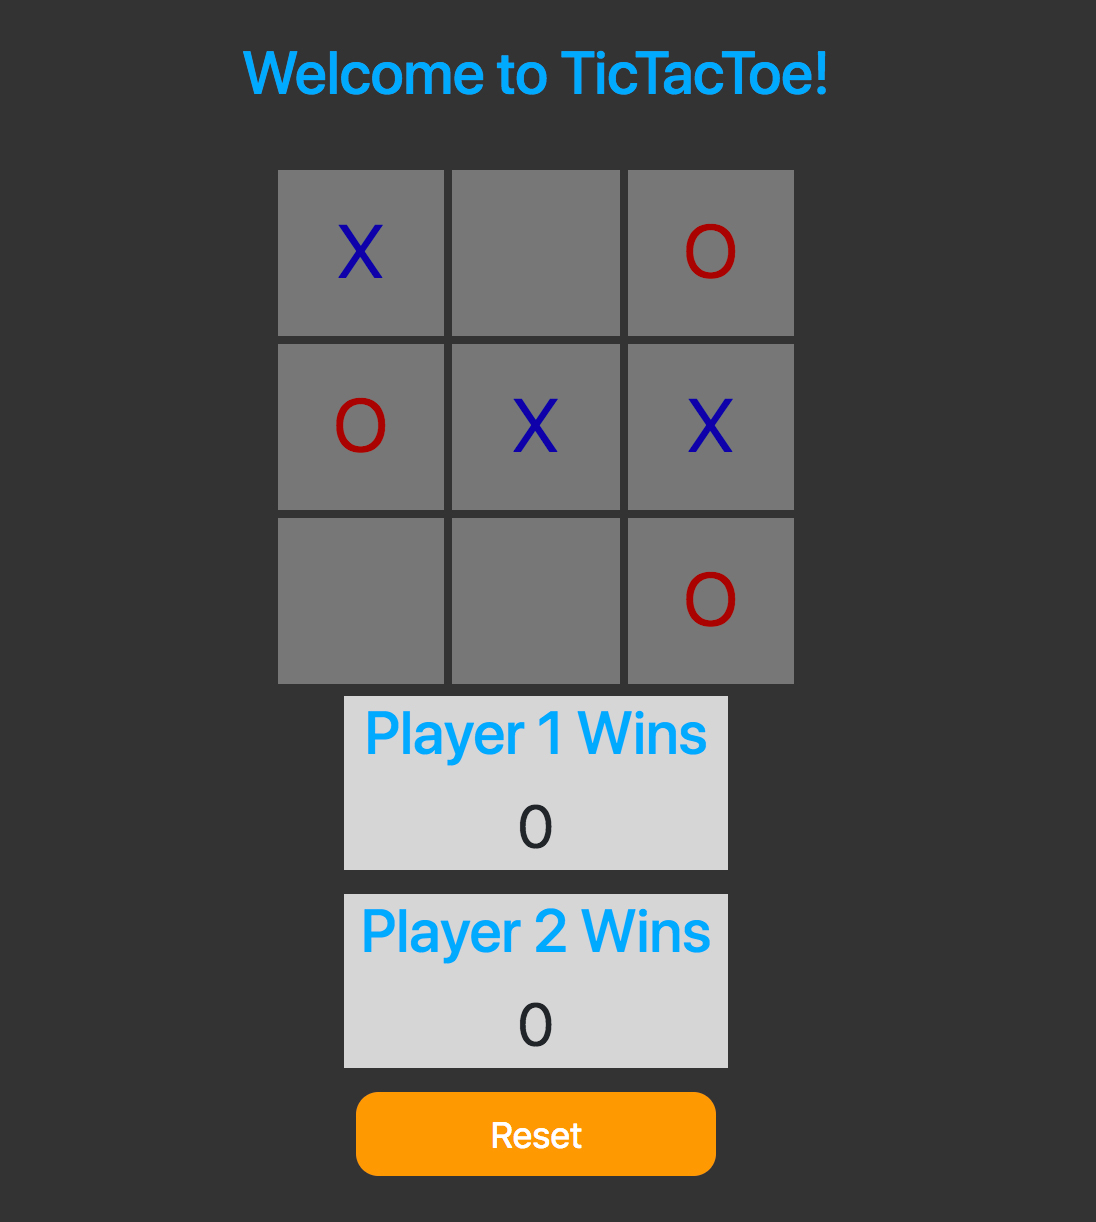 Welcome to TicTacToe!
X O
O X X
O
Player 1 Wins
0
Player 2 Wins
0
Reset